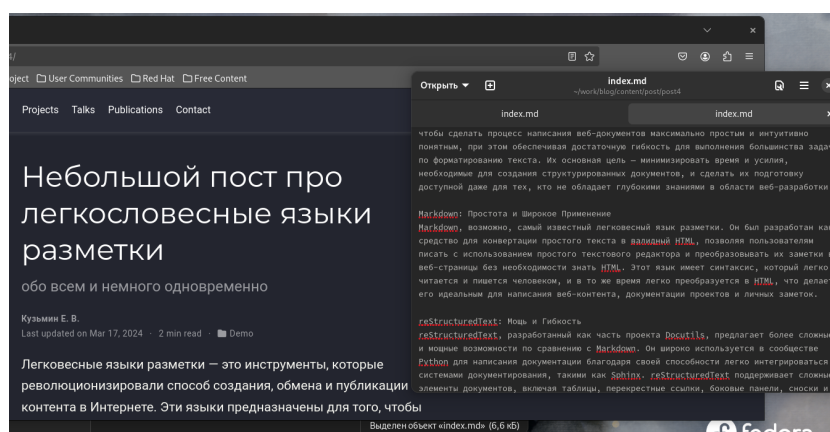 4/
oject User Communities Red Hat Free Content
Projects Talks Publications Contact
Небольшой пост про
легкословесные языки
разметки
обо всем и немного одновременно
Кузьмин Е. В.
Last updated on Mar 17, 2024 · 2 min read · Demo
Легковесные языки разметки — это инструменты, которые
революционизировали способ создания, обмена и публикации
контента в Интернете. Эти языки предназначены для того, чтобы
Открыть
index.md
~/work/blog/content/post/post4
index.md index.md
чтобы сделать процесс написания веб-документов максимально простым и интуитивно
понятным, при этом обеспечивая достаточную гибкость для выполнения большинства задач
по форматированию текста. Их основная цель — минимизировать время и усилия,
необходимые для создания структурированных документов, и сделать их подготовку
доступной даже для тех, кто не обладает глубокими знаниями в области веб-разработки
Markdown: Простота и Широкое Применение
Markdown, возможно, самый известный легковесный язык разметки. Он был разработан как
средство для конвертации простого текста в валидный HTML, позволяя пользователям
писать с использованием простого текстового редактора и преобразовывать их заметки в
веб-страницы без необходимости знать HTML. Этот язык имеет синтаксис, который легко
читается и пишется человеком, и в то же время легко преобразуется в HTML, что делает
его идеальным для написания веб-контента, документации проектов и личных заметок.
reStructuredText: Мощь и Гибкость
reStructuredText, разработанный как часть проекта Docutils, предлагает более сложные
и мощные возможности по сравнению с Markdown. Он широко используется в сообществе
Python для написания документации благодаря своей способности легко интегрироваться
системами документирования, такими как Sphinx. reStructuredText поддерживает сложные
элементы документов, включая таблицы, перекрестные ссылки, боковые панели, сноски и
Выделен объект «index.md» (6,6 кБ)
fedora